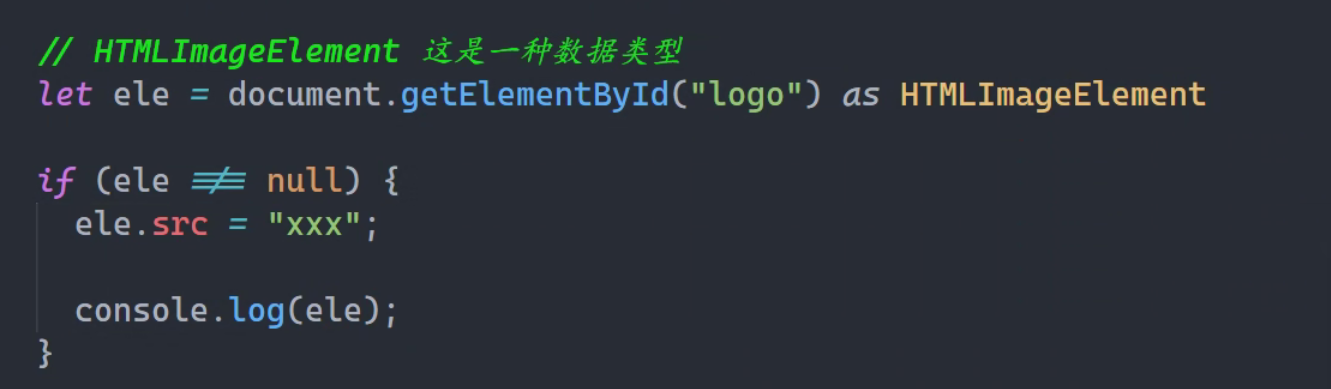 // HTMLImageElement 这是一种数据类型
let ele = document.getElementById("logo") as HTMLImageElement
if (ele !== null) {
ele.src = "xxx";
console.log(ele);
}